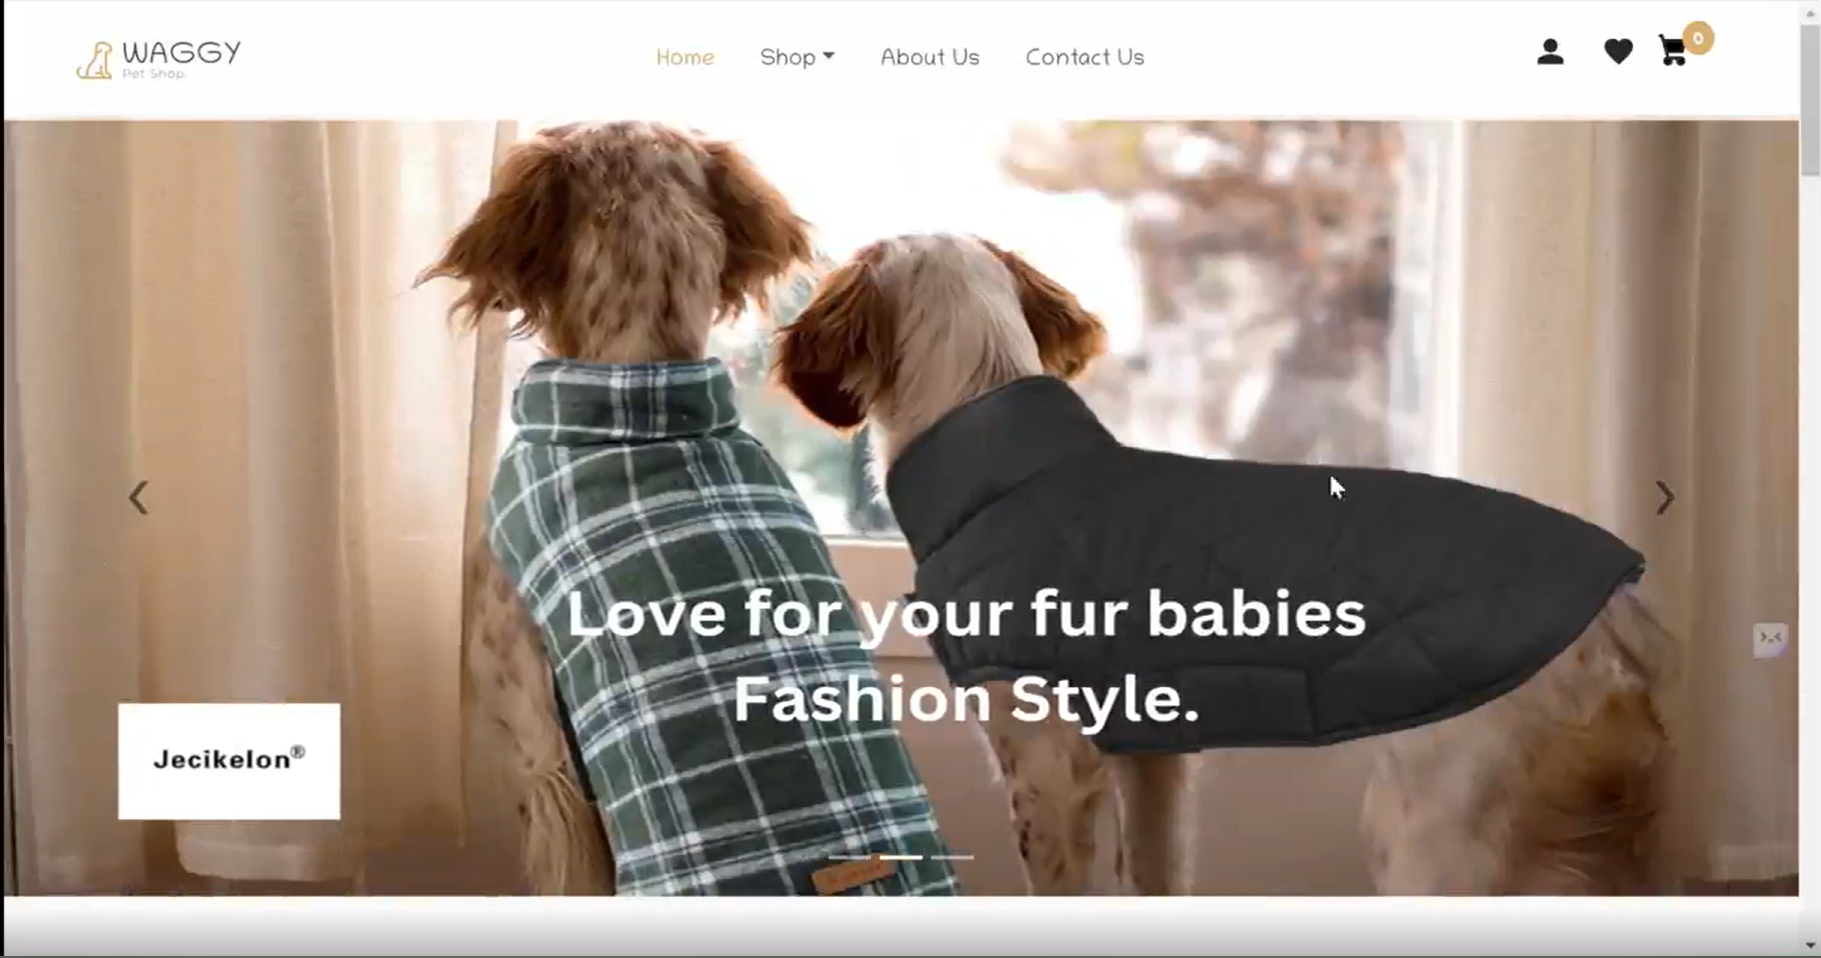 WAGGY
Pet Shop.
Home Shop About Us Contact Us
0
Love for your fur babies
Fashion Style.
Jecikelon®